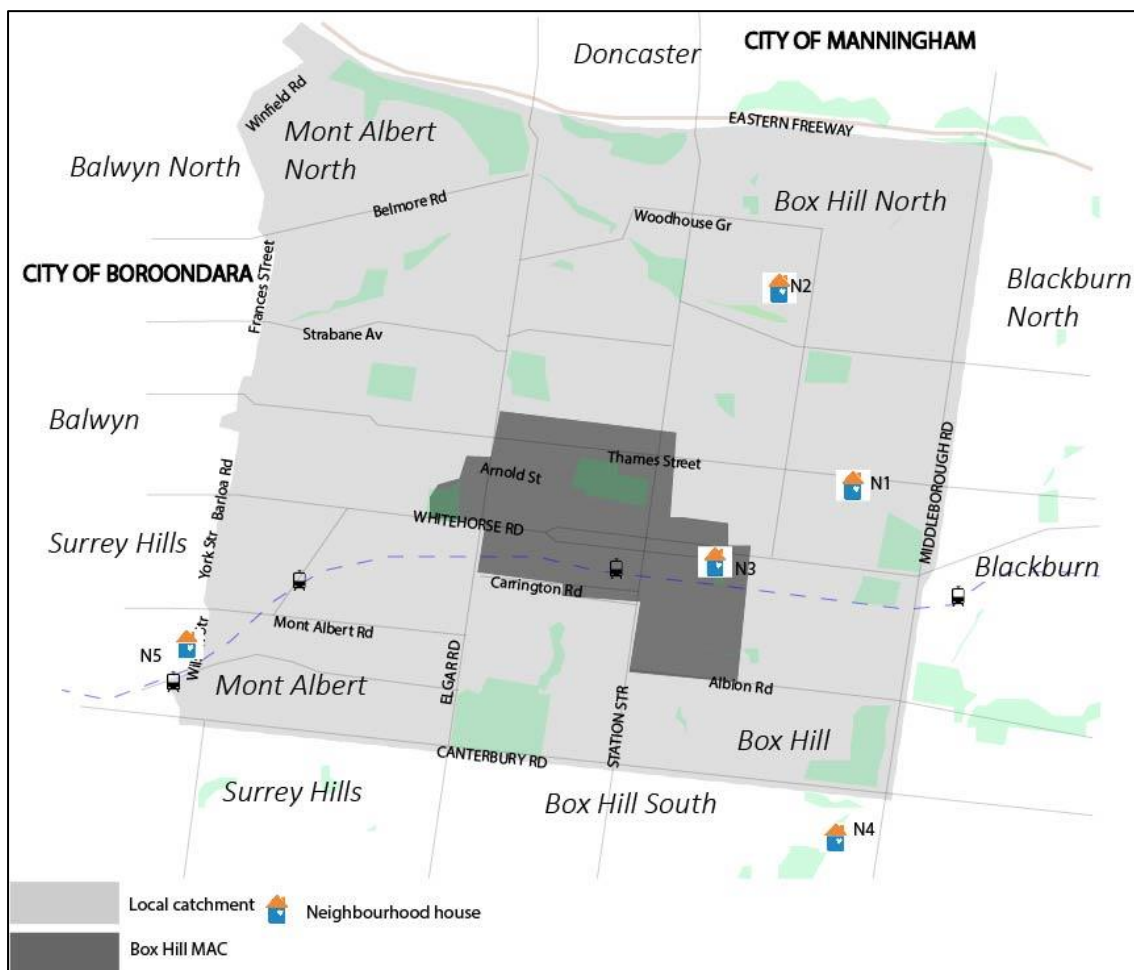 CITY OF MANNINGHAM
Doncaster
Winfield Rd
EASTERN FREEWAY
Mont Albert
North
Balwyn North
Belmore Rd
Box Hill North
Woodhouse Gr
CITY OF BOROONDARA
Frances STreet
N2
Blackburn
North
Strabane Av
Balwyn
MIDDLEBOROUGH RD
Thames Street
Arnold St
N1
Barloa Rd
WHITEHORSE RD
Surrey Hills
York Str
N3
Blackburn
Carrington Rd
Mont Albert Rd
N5
Str
Mont Albert
ELGAR RD
STATION STR
Albion Rd
Box Hill
CANTERBURY RD
Surrey Hills
Box Hill South
N4
Local catchment
Neighbourhood house
Box Hill MAC